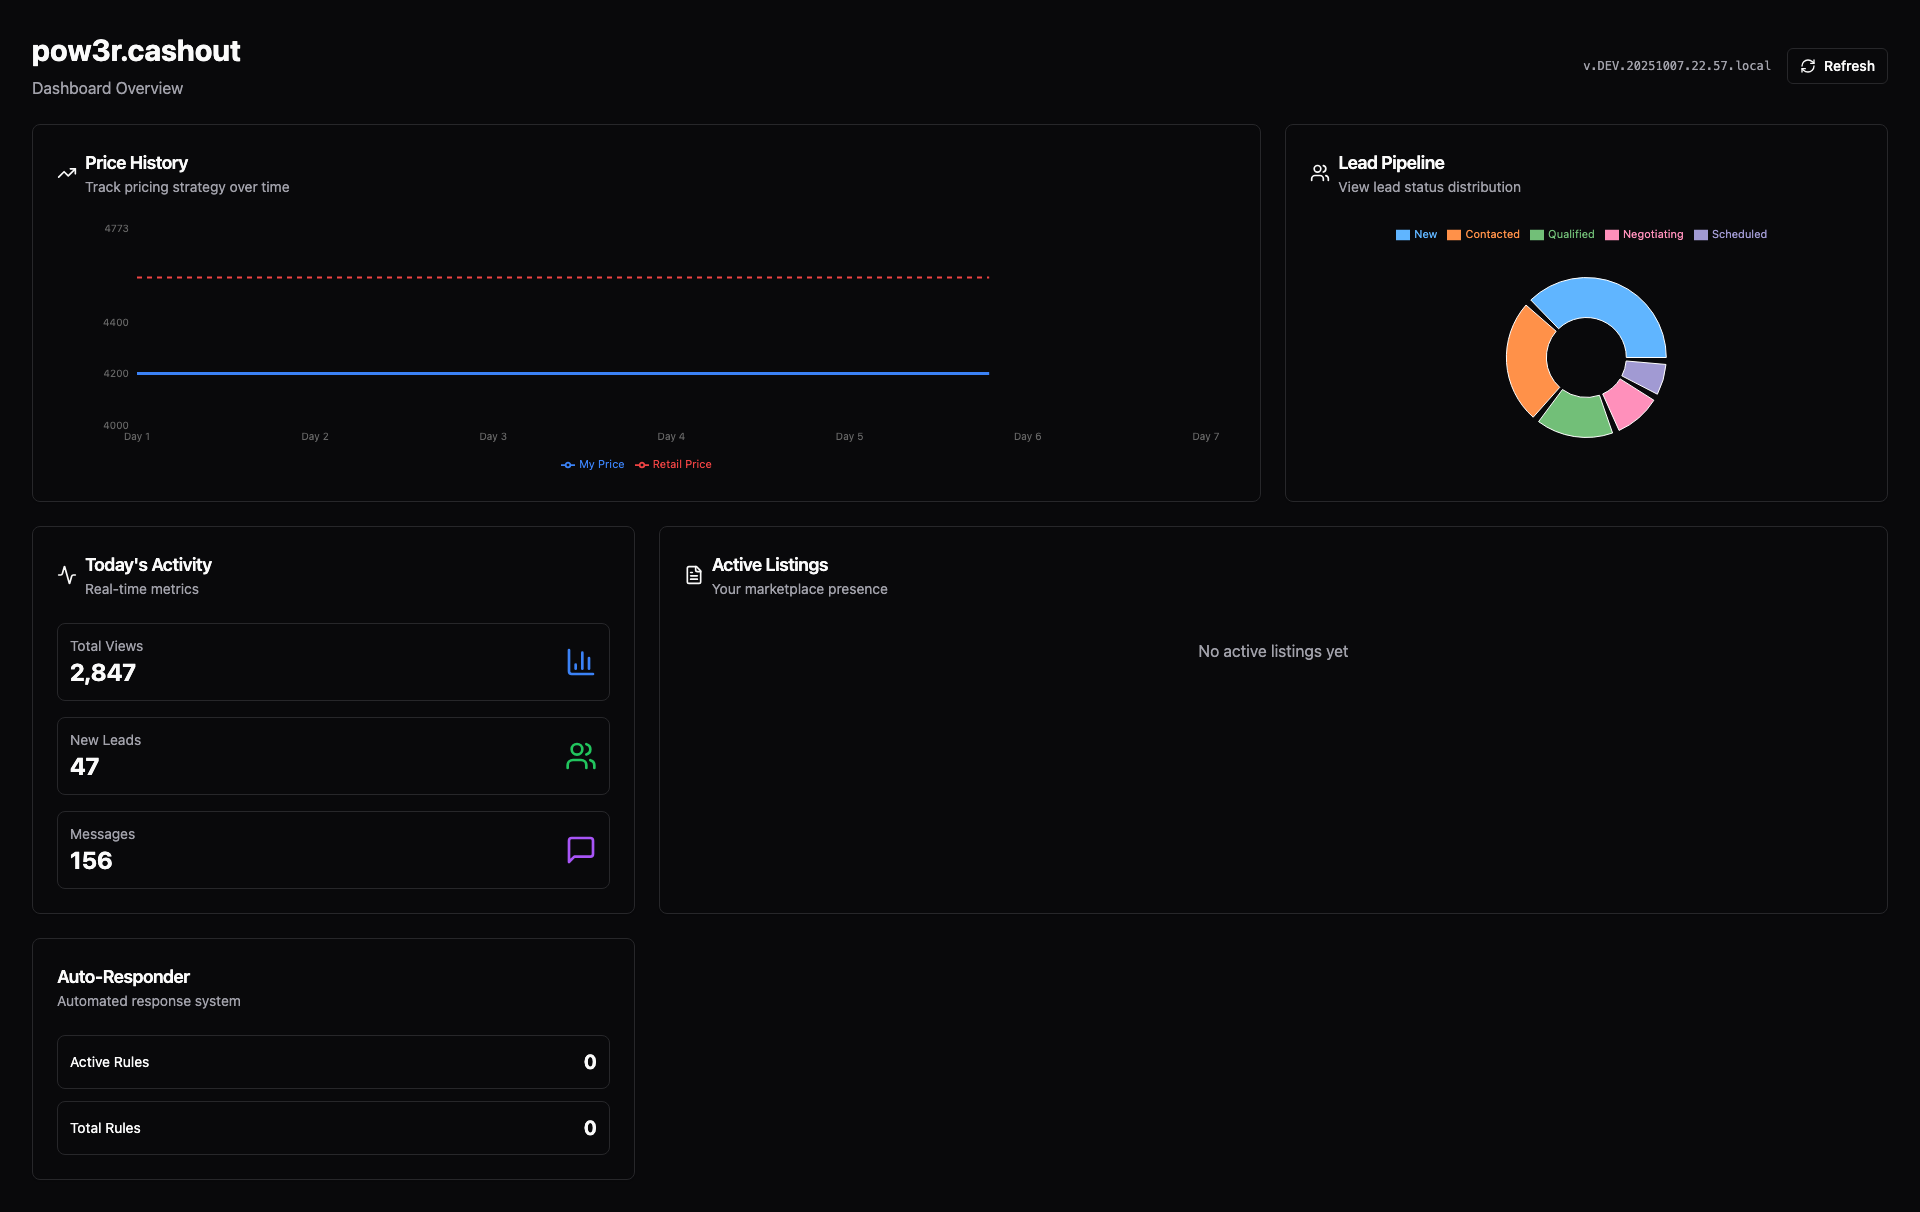 pow3r.cashout
Dashboard Overview
v.DEV.20251007.22.57.local
Refresh
Price History
Track pricing strategy over time
4773
4400
4200
4000
Day 1 Day 2 Day 3 Day 4 Day 5 Day 6 Day 7
My Price Retail Price
Lead Pipeline
View lead status distribution
New Contacted Qualified Negotiating Scheduled
Today's Activity
Real-time metrics
Total Views
2,847
New Leads
47
Messages
156
Active Listings
Your marketplace presence
No active listings yet
Auto-Responder
Automated response system
Active Rules 0
Total Rules 0